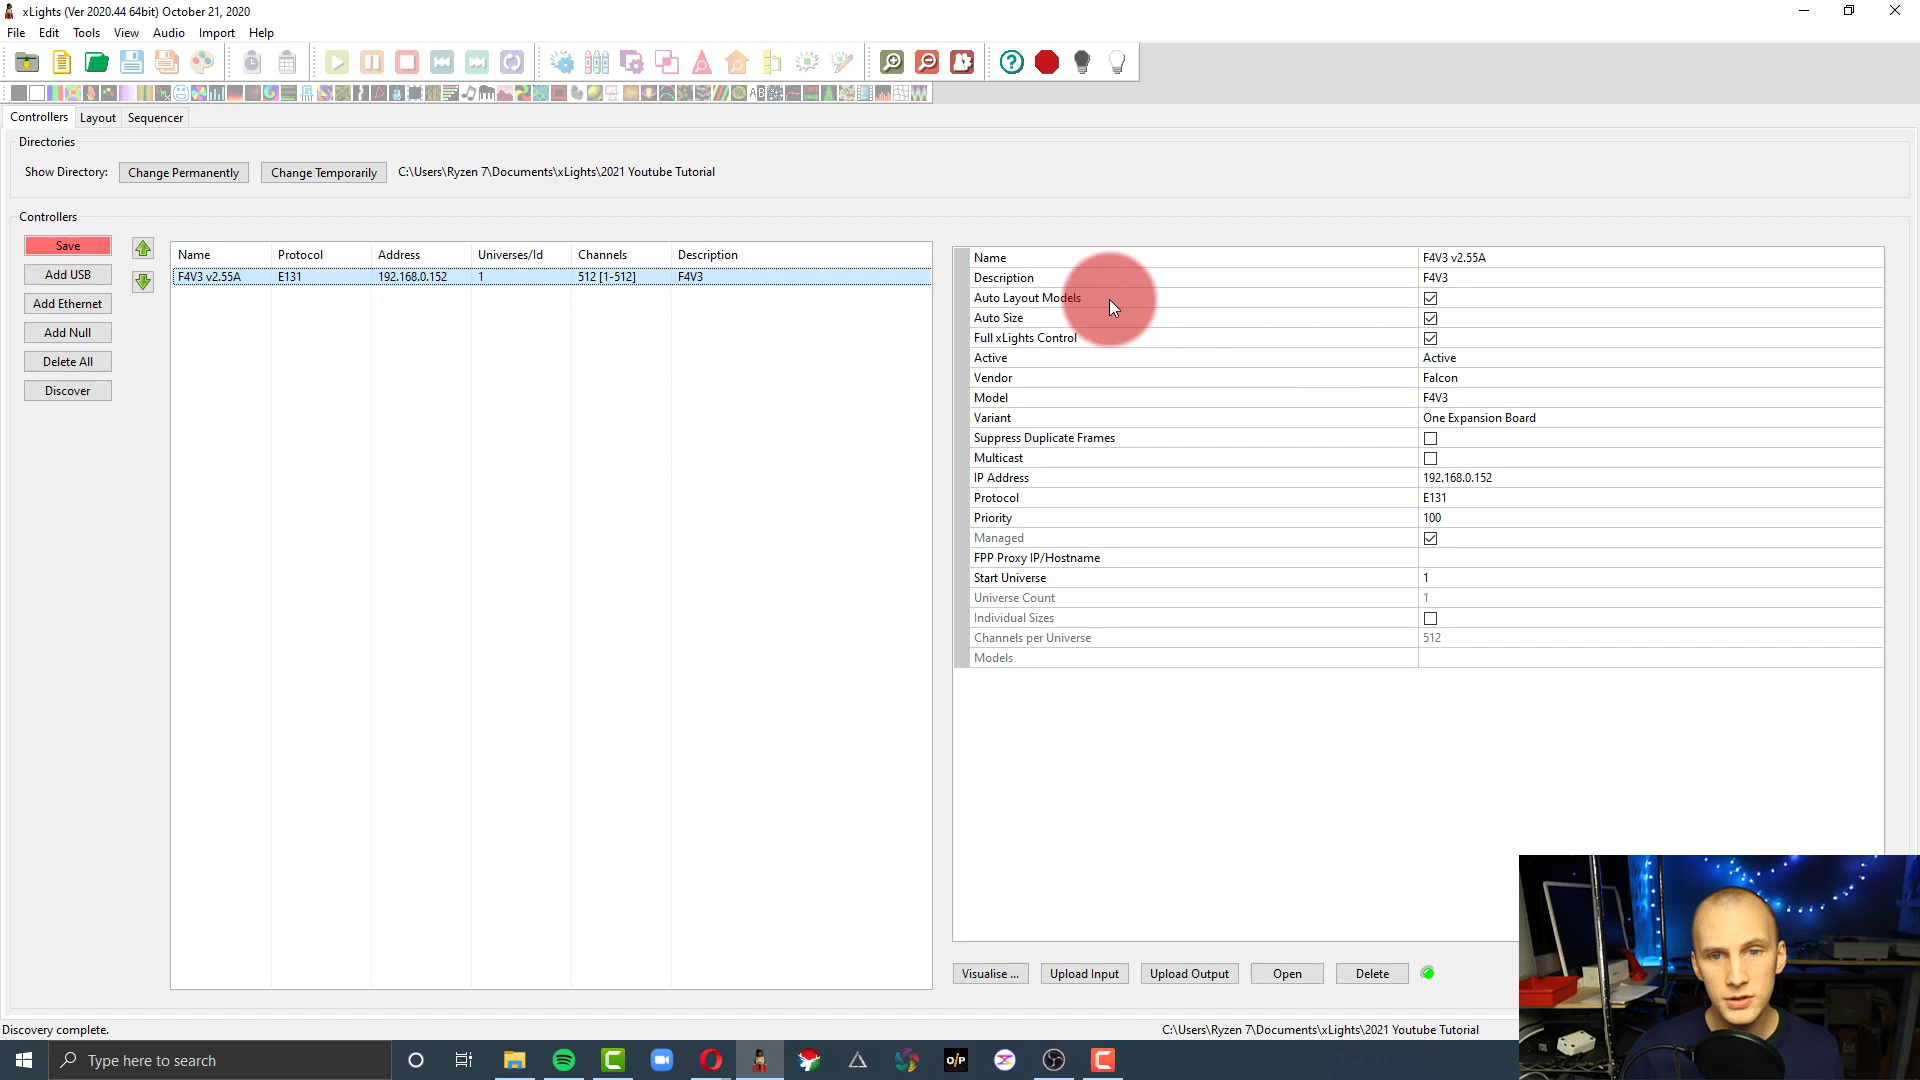 xLights (Ver 2020.44 64bit) October 21, 2020
File Edit Tools View Audio Import Help
Controllers Layout Sequencer
Directories
Show Directory: Change Permanently Change Temporarily C:\Users\Ryzen 7\Documents\xLights\2021 Youtube Tutorial
Controllers
Save
Add USB
Add Ethernet
Add Null
Delete All
Discover
Name Protocol Address Universes/Id Channels Description
F4V3 v2.55A E131 192.168.0.152 1 512 [1-512] F4V3
Name F4V3 v2.55A
Description F4V3
Auto Layout Models
Auto Size
Full xLights Control
Active Active
Vendor Falcon
Model F4V3
Variant One Expansion Board
Suppress Duplicate Frames
Multicast
IP Address 192.168.0.152
Protocol E131
Priority 100
Managed
FPP Proxy IP/Hostname
Start Universe 1
Universe Count 1
Individual Sizes
Channels per Universe 512
Models
Visualise ... Upload Input Upload Output Open Delete
Discovery complete. C:\Users\Ryzen 7\Documents\xLights\2021 Youtube Tutorial
Type here to search
O/P